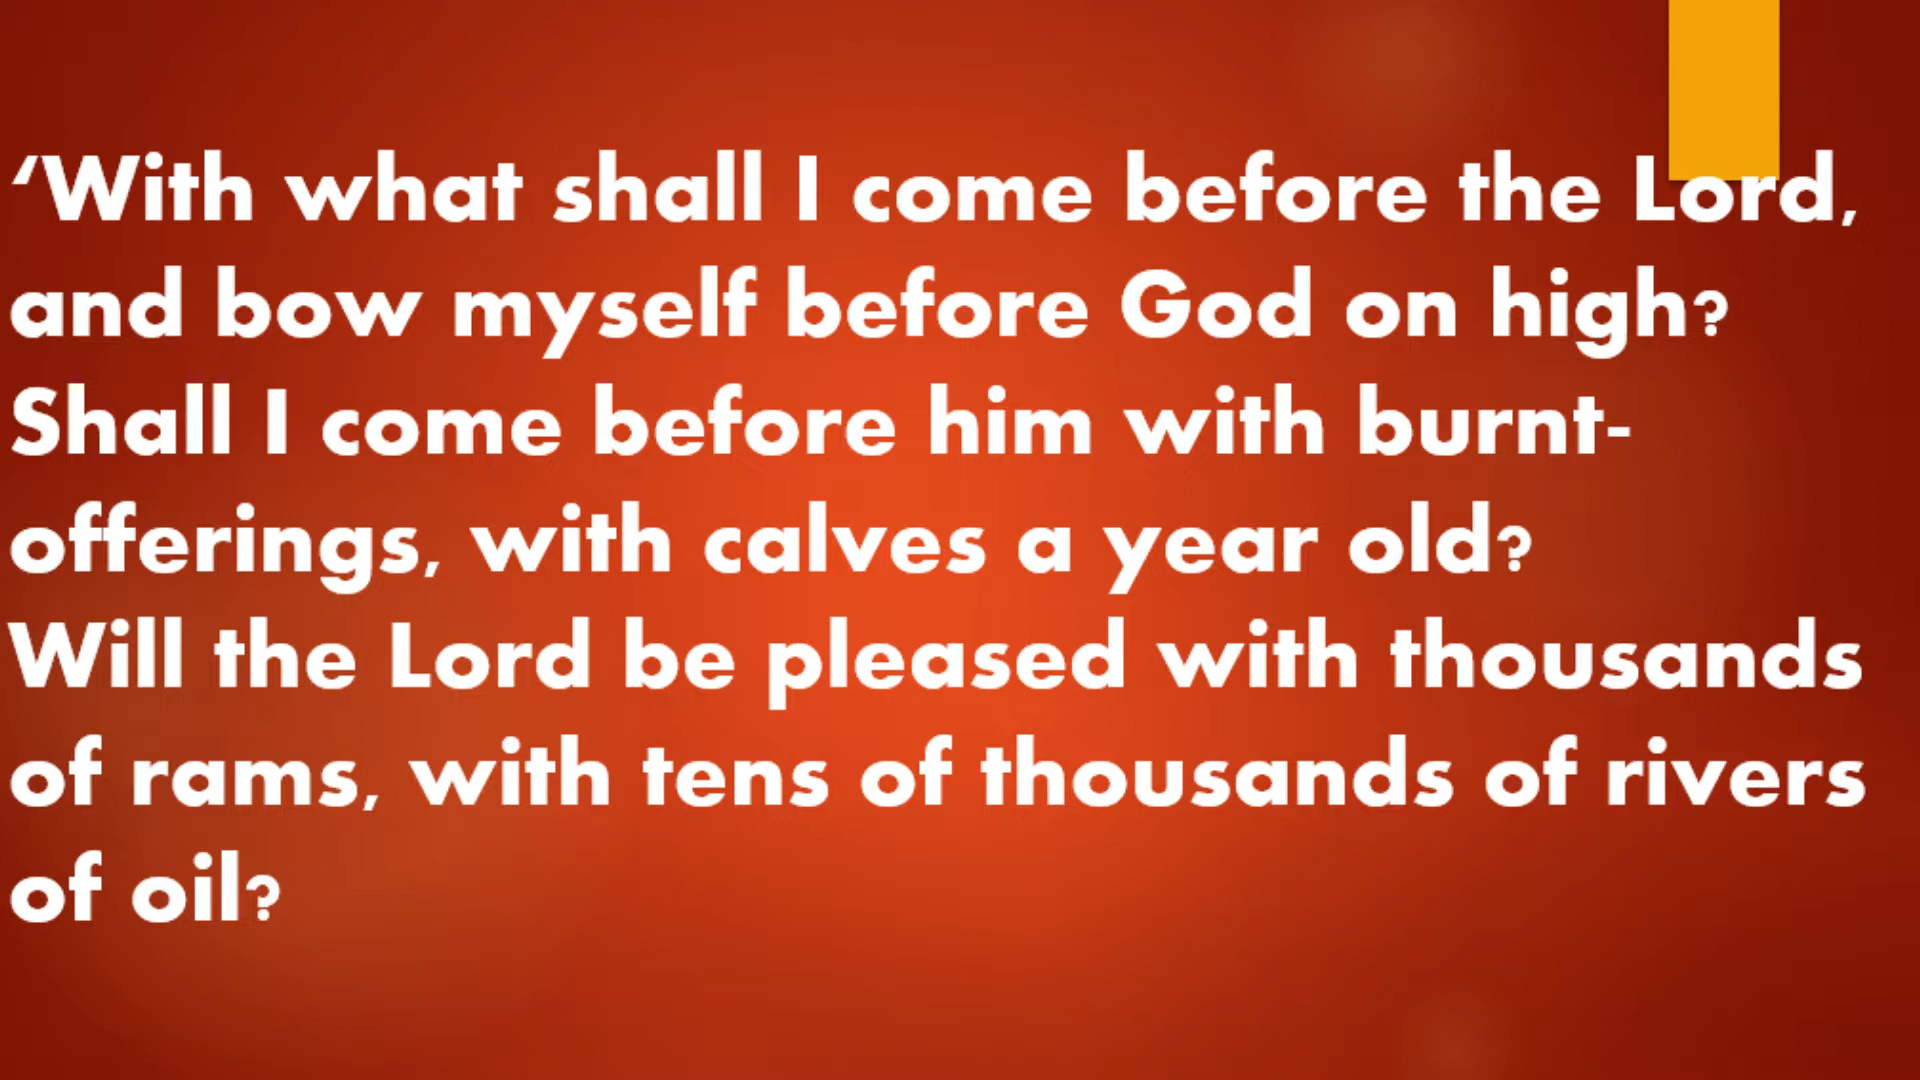 ‘With what shall I come before the Lord,
and bow myself before God on high?
Shall I come before him with burnt-
offerings, with calves a year old?
Will the Lord be pleased with thousands
of rams, with tens of thousands of rivers
of oil?